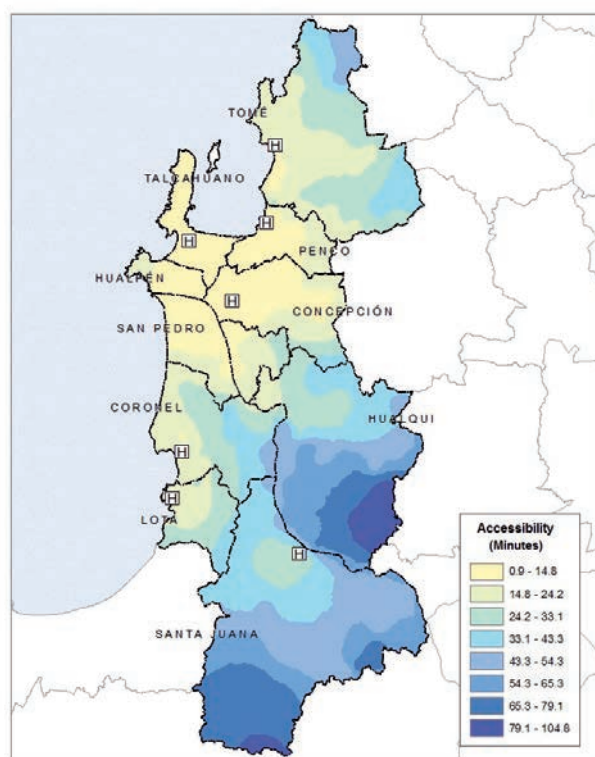 TOMÉ
H
TALCAHUANO
H
H
PENCO
HUALPÉN
H
CONCEPCIÓN
SAN PEDRO
CORONEL
HUALQUI
H
H
LOTA
H
SANTA JUANA
Accessibility
(Minutes)
0.9 - 14.8
14.8 - 24.2
24.2 - 33.1
33.1 - 43.3
43.3 - 54.3
54.3 - 65.3
65.3 - 79.1
79.1 - 104.8